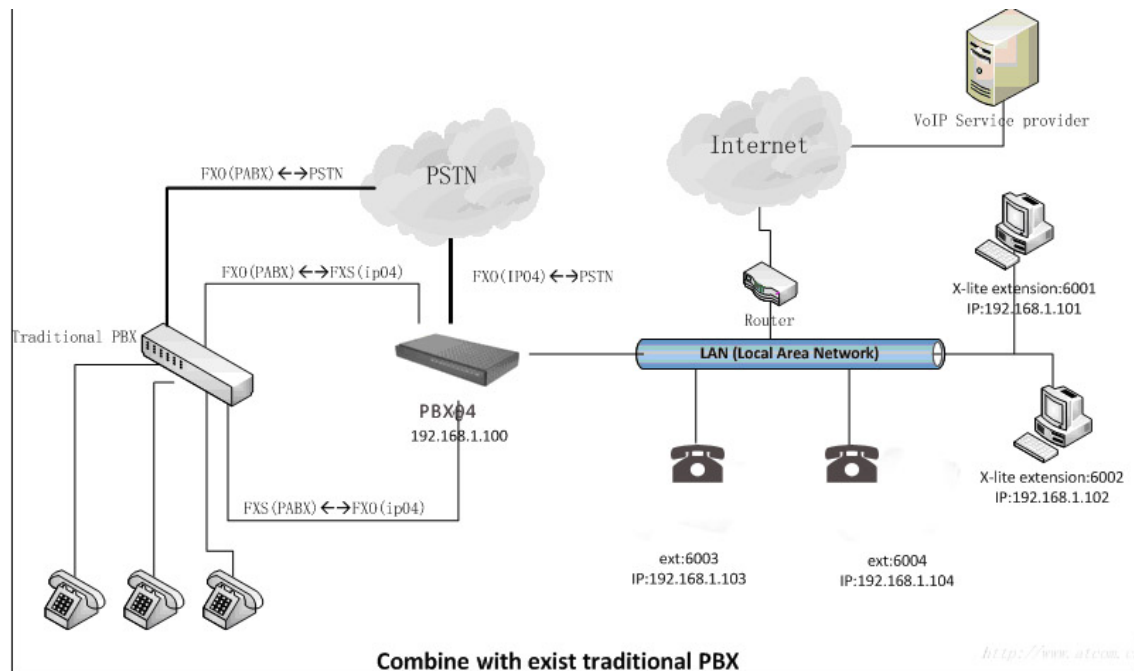 VoIP Service provider
Internet
PSTN
FXO(PABX)←→PSTN
FXO(PABX)←→FXS(ip04)
FXO(IP04)←→PSTN
X-lite extension:6001
IP:192.168.1.101
Router
Traditional PBX
LAN (Local Area Network)
PBX04
192.168.1.100
X-lite extension:6002
IP:192.168.1.102
FXS(PABX)←→FXO(ip04)
ext:6003
IP:192.168.1.103
ext:6004
IP:192.168.1.104
Combine with exist traditional PBX
http://www.atcom.c